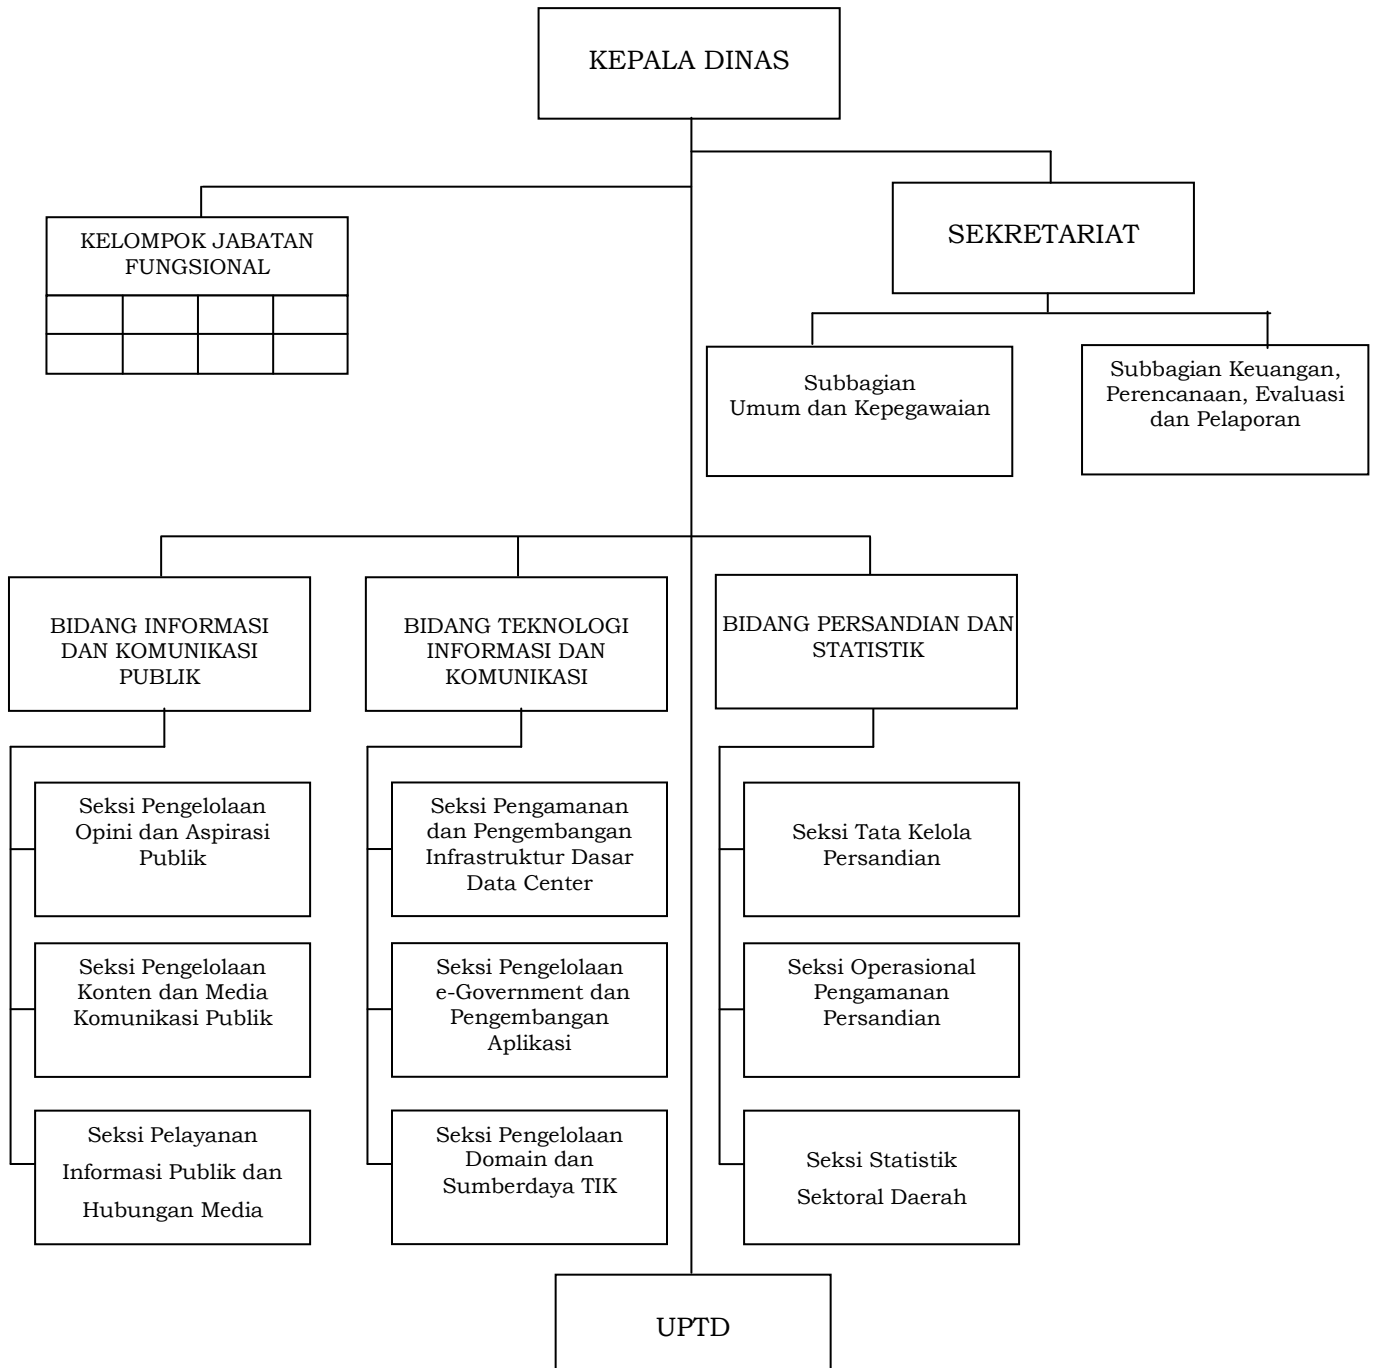 KEPALA DINAS
KELOMPOK JABATAN
FUNGSIONAL
SEKRETARIAT
Subbagian
Umum dan Kepegawaian
Subbagian Keuangan,
Perencanaan, Evaluasi
dan Pelaporan
BIDANG INFORMASI
DAN KOMUNIKASI
PUBLIK
BIDANG TEKNOLOGI
INFORMASI DAN
KOMUNIKASI
BIDANG PERSANDIAN DAN
STATISTIK
Seksi Pengelolaan
Opini dan Aspirasi
Publik
Seksi Pengelolaan
Konten dan Media
Komunikasi Publik
Seksi Pelayanan
Informasi Publik dan
Hubungan Media
Seksi Pengamanan
dan Pengembangan
Infrastruktur Dasar
Data Center
Seksi Pengelolaan
e-Government dan
Pengembangan
Aplikasi
Seksi Pengelolaan
Domain dan
Sumberdaya TIK
Seksi Tata Kelola
Persandian
Seksi Operasional
Pengamanan
Persandian
Seksi Statistik
Sektoral Daerah
UPTD